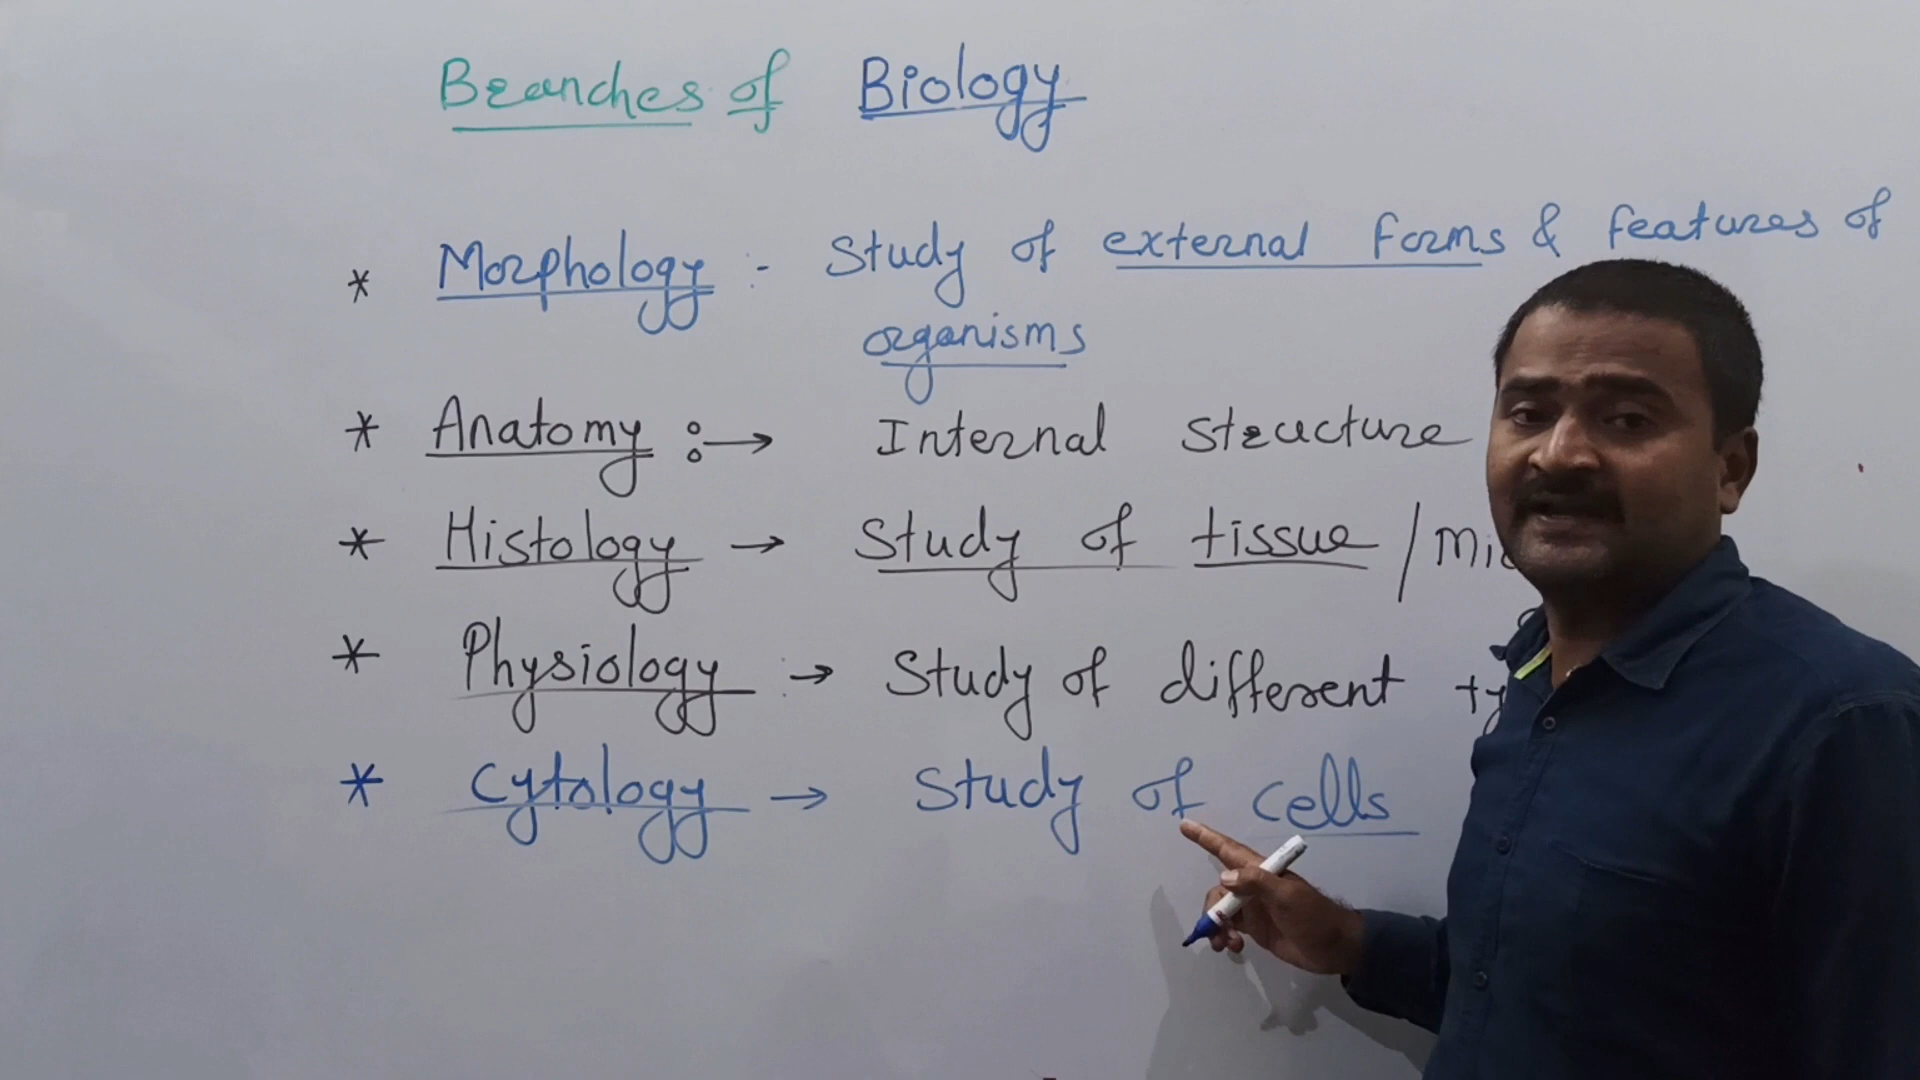 Branches of Biology
* Morphology :- Study of external forms & features of
organisms
* Anatomy :→ Internal structure
* Histology → Study of tissue /
* Physiology :→ Study of different
* Cytology → Study of cells